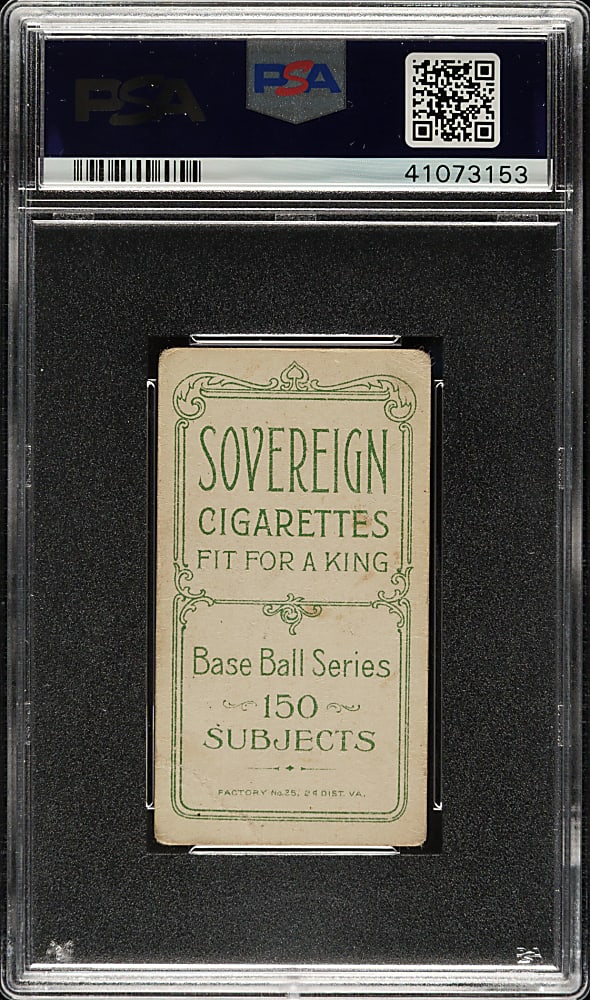 PSA PSA
41073153
SOVEREIGN
CIGARETTES
FIT FOR A KING
Base Ball Series
150
SUBJECTS
FACTORY No.25, 2d DIST. VA.